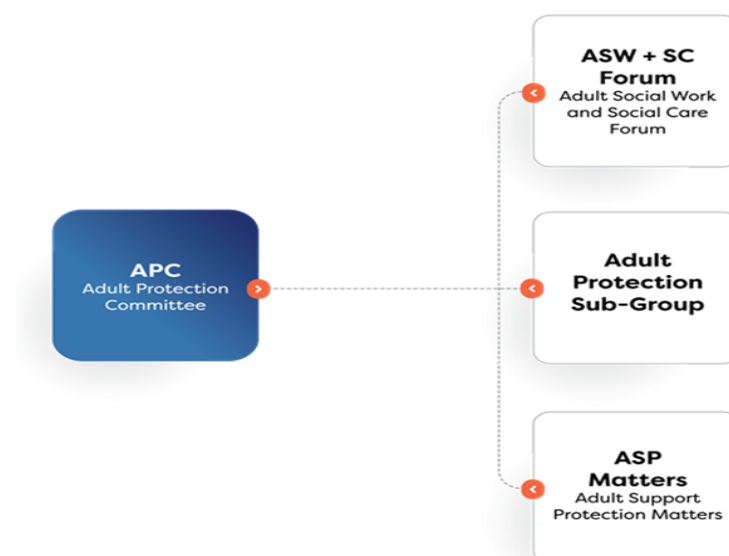 ASW + SC
Forum
Adult Social Work
and Social Care
Forum
APC
Adult Protection
Committee
Adult
Protection
Sub-Group
ASP
Matters
Adult Support
Protection Matters